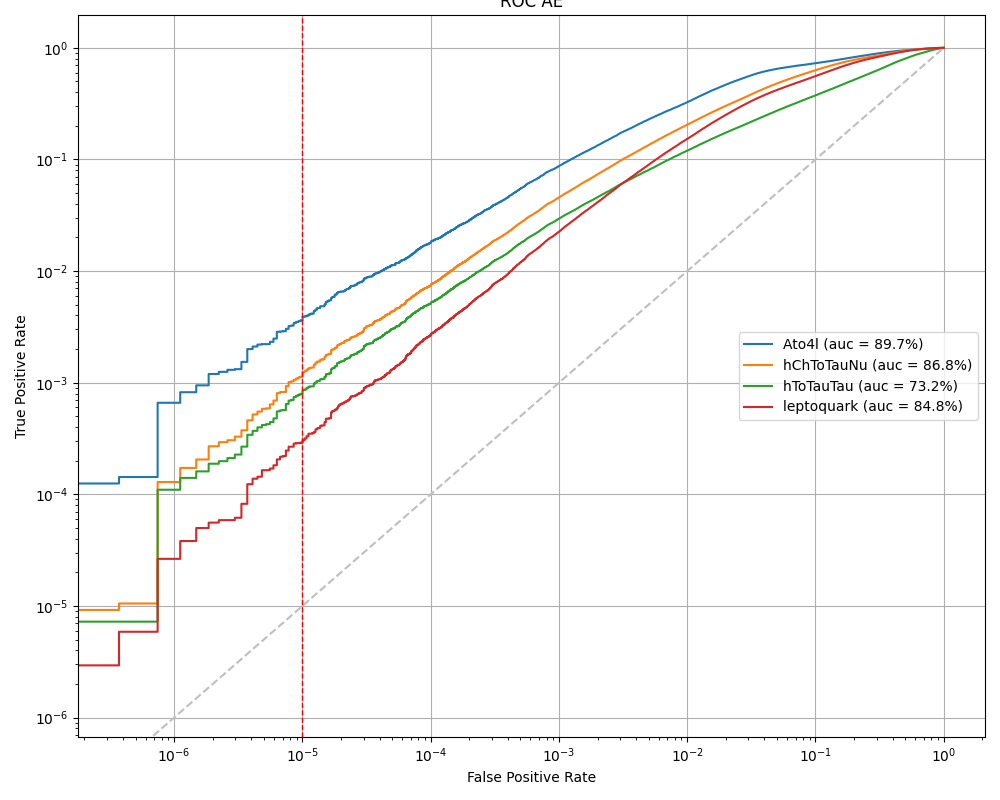 ROC AE
True Positive Rate
10⁰
10⁻¹
10⁻²
10⁻³
10⁻⁴
10⁻⁵
10⁻⁶
Ato4l (auc = 89.7%)
hChToTauNu (auc = 86.8%)
hToTauTau (auc = 73.2%)
leptoquark (auc = 84.8%)
10⁻⁶ 10⁻⁵ 10⁻⁴ 10⁻³ 10⁻² 10⁻¹ 10⁰
False Positive Rate